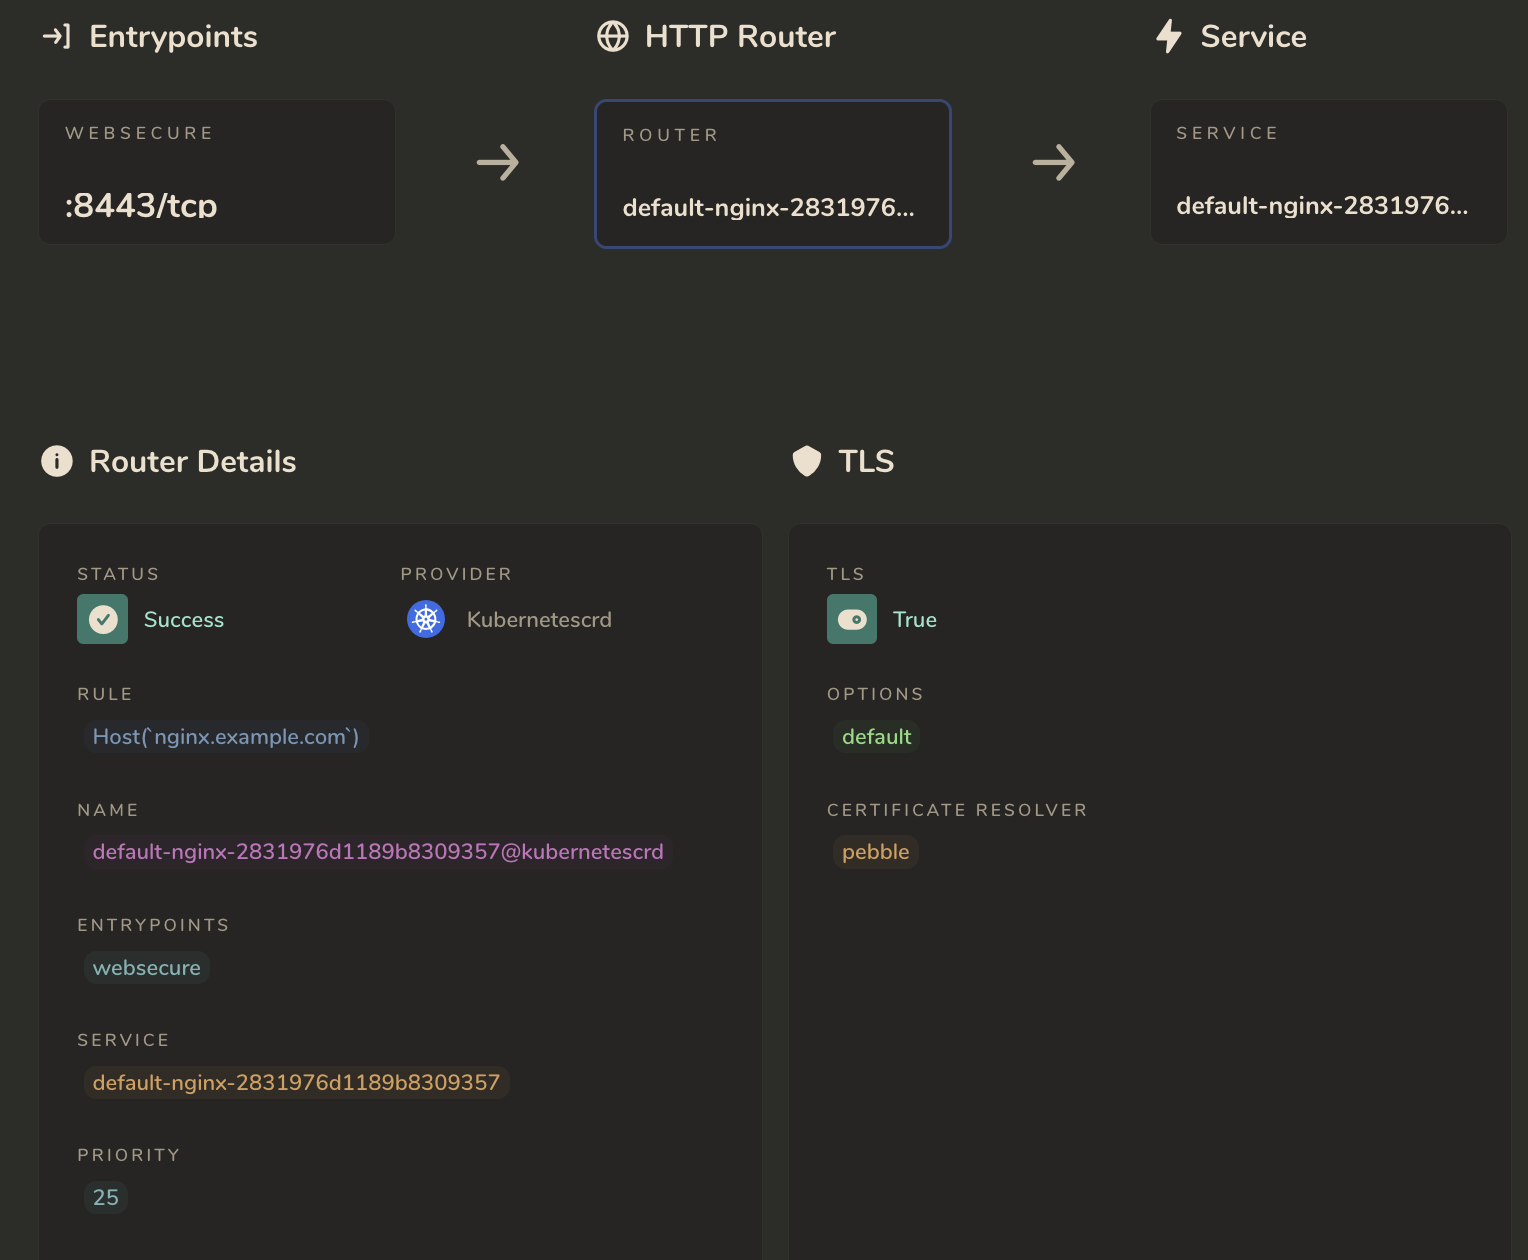 Entrypoints
HTTP Router
Service
WEBSECURE
:8443/tcp
ROUTER
default-nginx-2831976...
SERVICE
default-nginx-2831976...
Router Details
TLS
STATUS
Success
PROVIDER
Kubernetescrd
RULE
Host(`nginx.example.com`)
NAME
default-nginx-2831976d1189b8309357@kubernetescrd
ENTRYPOINTS
websecure
SERVICE
default-nginx-2831976d1189b8309357
PRIORITY
25
TLS
True
OPTIONS
default
CERTIFICATE RESOLVER
pebble